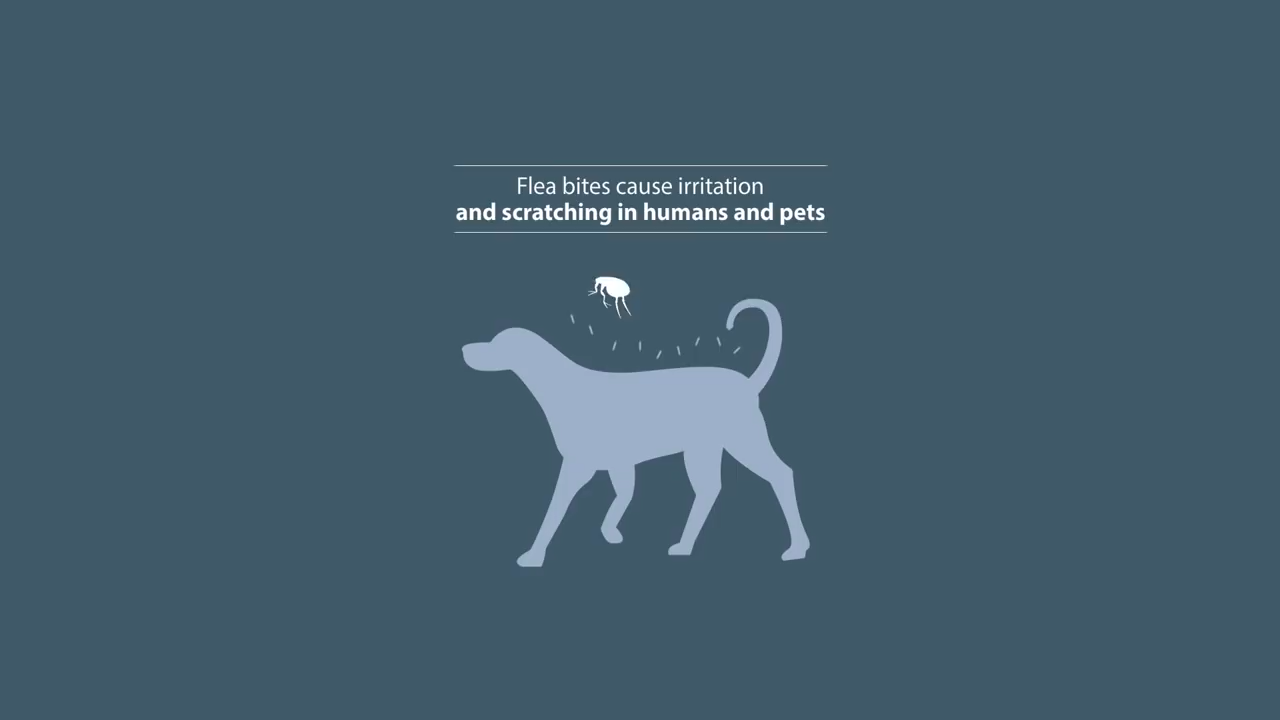 Flea bites cause irritation
and scratching in humans and pets